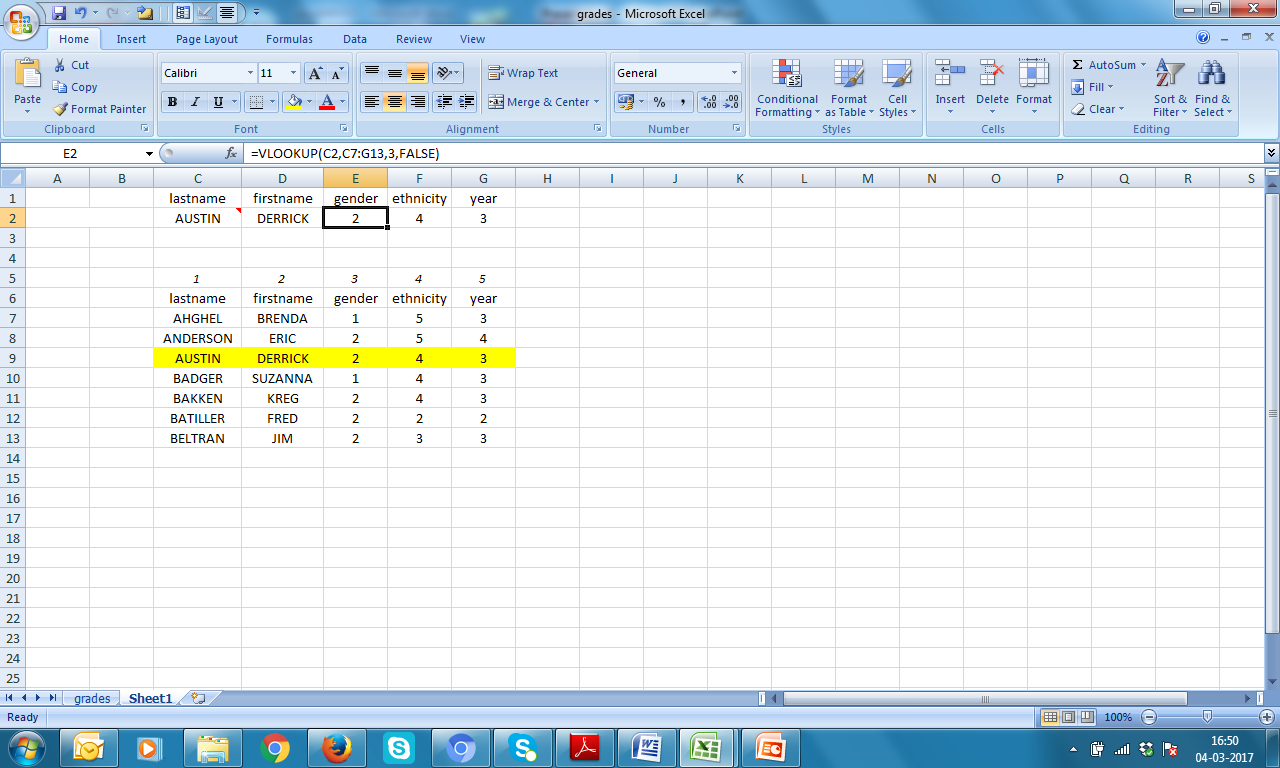 grades - Microsoft Excel
Home Insert Page Layout Formulas Data Review View
Paste
Cut
Copy
Format Painter
Clipboard
Calibri 11
B I U
Font
Wrap Text
Merge & Center
Alignment
General
% ,
Number
Conditional Formatting
Format as Table
Cell Styles
Styles
Insert Delete Format
Cells
AutoSum
Fill
Clear
Sort & Filter
Find & Select
Editing
E2 fx =VLOOKUP(C2,C7:G13,3,FALSE)
A B C D E F G H I J K L M N O P Q R S
1 lastname firstname gender ethnicity year
2 AUSTIN DERRICK 2 4 3
3
4
5 1 2 3 4 5
6 lastname firstname gender ethnicity year
7 AHGHEL BRENDA 1 5 3
8 ANDERSON ERIC 2 5 4
9 AUSTIN DERRICK 2 4 3
10 BADGER SUZANNA 1 4 3
11 BAKKEN KREG 2 4 3
12 BATILLER FRED 2 2 2
13 BELTRAN JIM 2 3 3
14
15
16
17
18
19
20
21
22
23
24
25
grades Sheet1
Ready 100%
16:50
04-03-2017